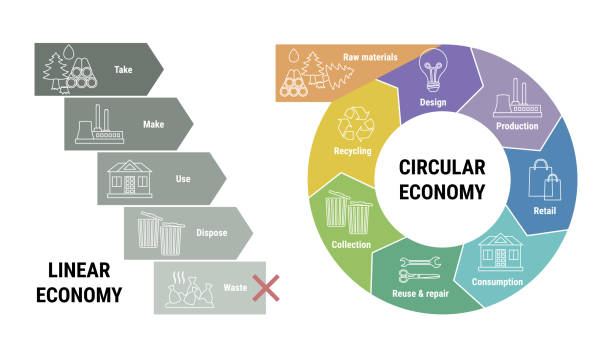 Take
Make
Use
Dispose
Waste
LINEAR
ECONOMY
Raw materials
Design
Production
Retail
Consumption
Reuse & repair
Collection
Recycling
CIRCULAR
ECONOMY